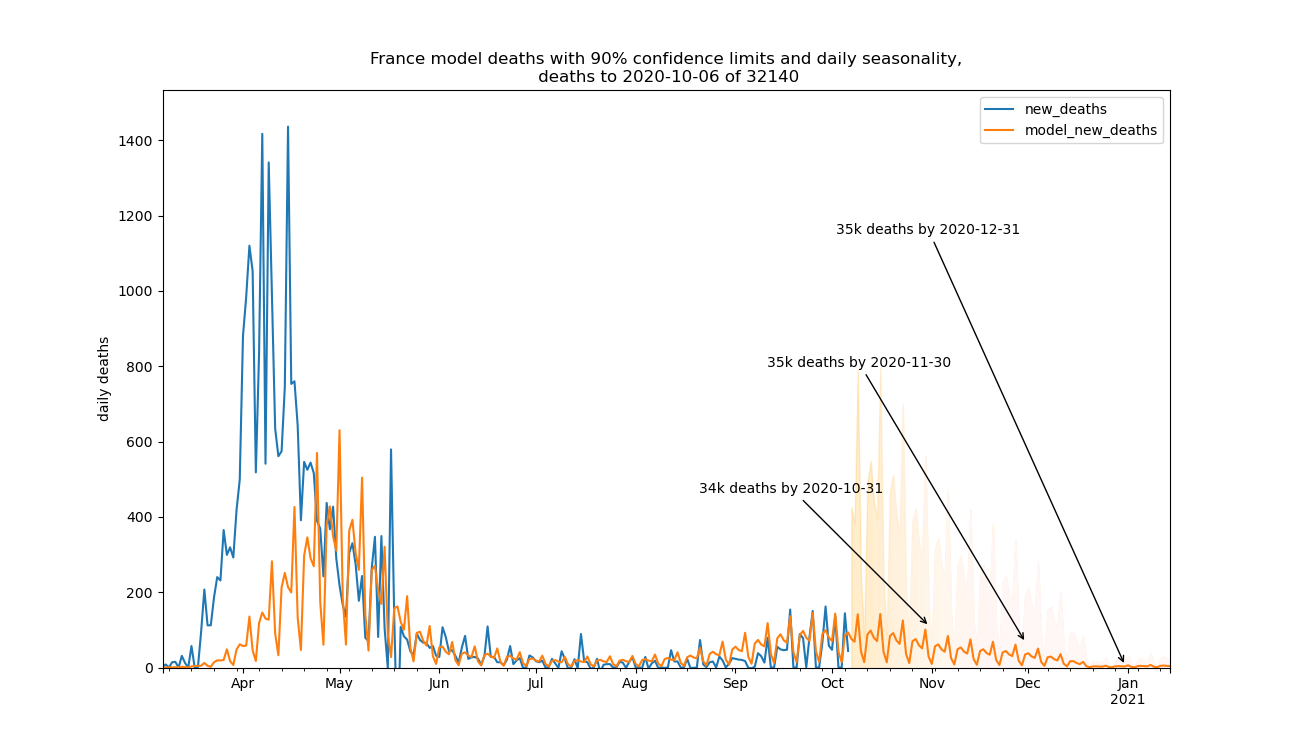 France model deaths with 90% confidence limits and daily seasonality,
deaths to 2020-10-06 of 32140
new_deaths
model_new_deaths
daily deaths
1400
1200
1000
800
600
400
200
0
35k deaths by 2020-12-31
35k deaths by 2020-11-30
34k deaths by 2020-10-31
Apr May Jun Jul Aug Sep Oct Nov Dec Jan
2021